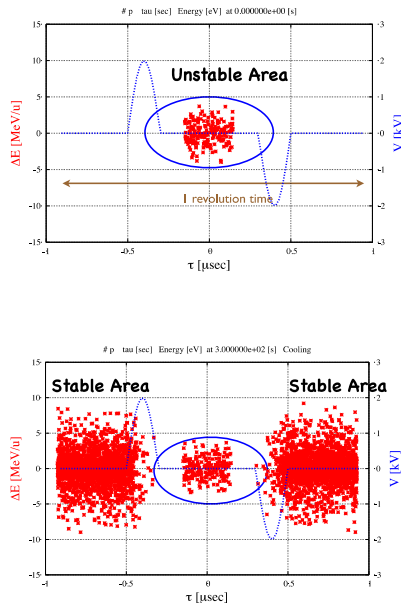 # p tau [sec] Energy [eV] at 0.000000e+00 [s]
15
10
5
0
-5
-10
-15
ΔE [MeV/u]
Unstable Area
1 revolution time
-3
-2
-1
-0
-1
-2
-3
V [kV]
-1 -0.5 0 0.5 1
τ [μsec]
# p tau [sec] Energy [eV] at 3.000000e+02 [s] Cooling
15
10
5
0
-5
-10
-15
ΔE [MeV/u]
Stable Area Stable Area
-3
-2
-1
-0
-1
-2
-3
V [kV]
-1 -0.5 0 0.5 1
τ [μsec]